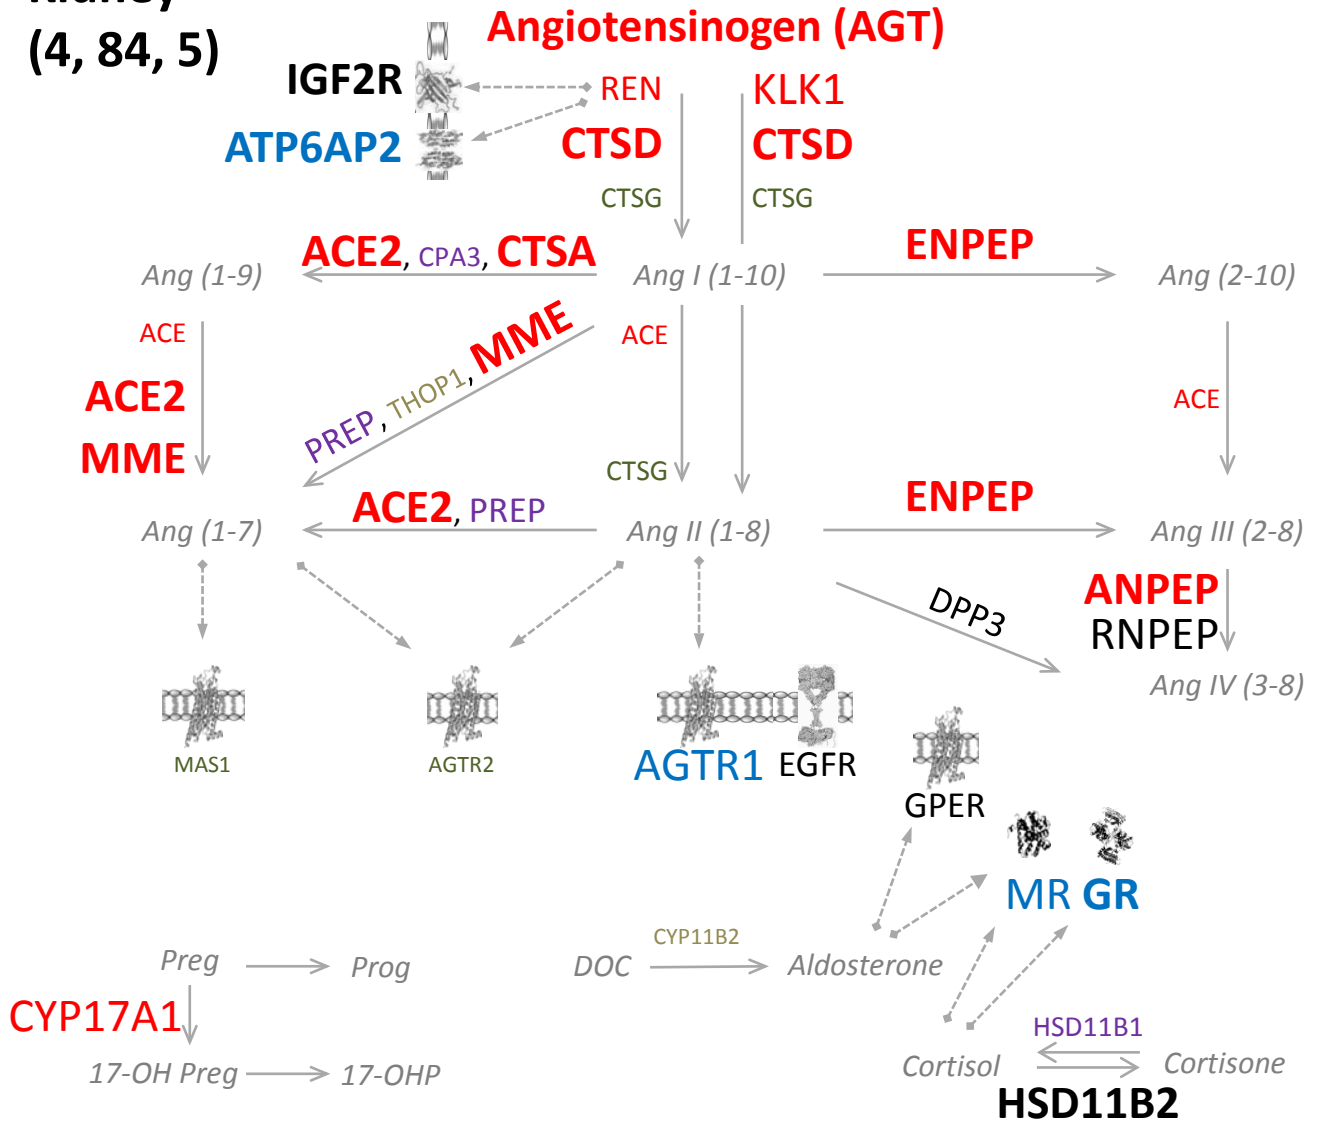 Kidney
(4, 84, 5)
Angiotensinogen (AGT)
IGF2R
REN
KLK1
ATP6AP2
CTSD
CTSD
CTSG
CTSG
ACE2, CPA3, CTSA
ENPEP
Ang (1-9)
Ang I (1-10)
Ang (2-10)
ACE
PREP, THOP1, MME
ACE
ACE2
ACE
MME
CTSG
ACE2, PREP
ENPEP
Ang (1-7)
Ang II (1-8)
Ang III (2-8)
DPP3
ANPEP
RNPEP
Ang IV (3-8)
MAS1
AGTR2
AGTR1
EGFR
GPER
MR GR
CYP11B2
Preg
Prog
DOC
Aldosterone
CYP17A1
HSD11B1
17-OH Preg
17-OHP
Cortisol
Cortisone
HSD11B2